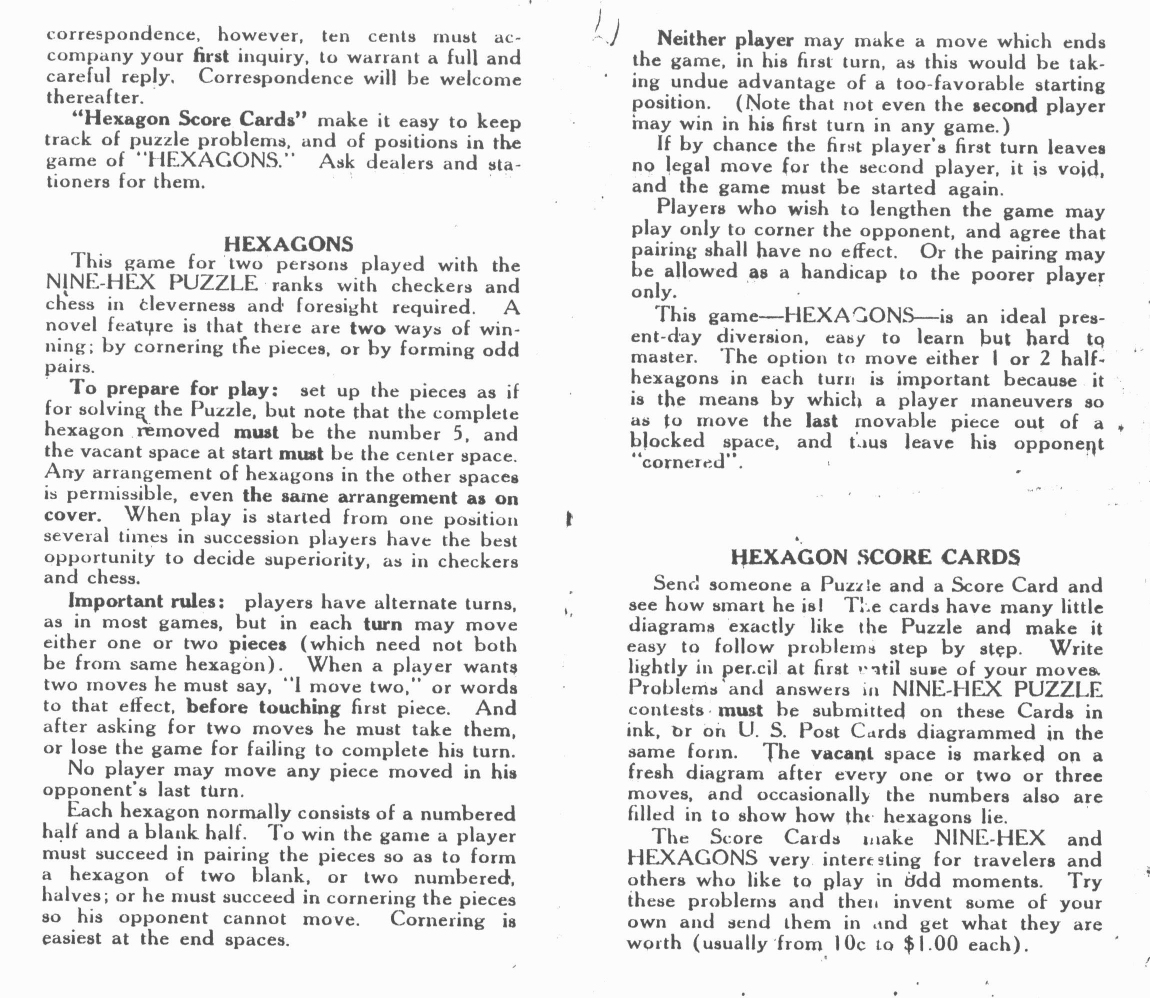 correspondence, however, ten cents must ac-
company your first inquiry, to warrant a full and
careful reply. Correspondence will be welcome
thereafter.
"Hexagon Score Cards" make it easy to keep
track of puzzle problems, and of positions in the
game of "HEXAGONS." Ask dealers and sta-
tioners for them.
HEXAGONS
This game for two persons played with the
NINE-HEX PUZZLE ranks with checkers and
chess in cleverness and foresight required. A
novel feature is that there are two ways of win-
ning; by cornering the pieces, or by forming odd
pairs.
To prepare for play: set up the pieces as if
for solving the Puzzle, but note that the complete
hexagon removed must be the number 5, and
the vacant space at start must be the center space.
Any arrangement of hexagons in the other spaces
is permissible, even the same arrangement as on
cover. When play is started from one position
several times in succession players have the best
opportunity to decide superiority, as in checkers
and chess.
Important rules: players have alternate turns,
as in most games, but in each turn may move
either one or two pieces (which need not both
be from same hexagon). When a player wants
two moves he must say, "I move two," or words
to that effect, before touching first piece. And
after asking for two moves he must take them,
or lose the game for failing to complete his turn.
No player may move any piece moved in his
opponent's last turn.
Each hexagon normally consists of a numbered
half and a blank half. To win the game a player
must succeed in pairing the pieces so as to form
a hexagon of two blank, or two numbered,
halves; or he must succeed in cornering the pieces
so his opponent cannot move. Cornering is
easiest at the end spaces.
Neither player may make a move which ends
the game, in his first turn, as this would be tak-
ing undue advantage of a too-favorable starting
position. (Note that not even the second player
may win in his first turn in any game.)
If by chance the first player's first turn leaves
no legal move for the second player, it is void,
and the game must be started again.
Players who wish to lengthen the game may
play only to corner the opponent, and agree that
pairing shall have no effect. Or the pairing may
be allowed as a handicap to the poorer player
only.
This game—HEXAGONS—is an ideal pres-
ent-day diversion, easy to learn but hard to
master. The option to move either 1 or 2 half-
hexagons in each turn is important because it
is the means by which a player maneuvers so
as to move the last movable piece out of a
blocked space, and thus leave his opponent
"cornered".
HEXAGON SCORE CARDS
Send someone a Puzzle and a Score Card and
see how smart he is! The cards have many little
diagrams exactly like the Puzzle and make it
easy to follow problems step by step. Write
lightly in pencil at first until sure of your moves.
Problems and answers in NINE-HEX PUZZLE
contests must be submitted on these Cards in
ink, or on U. S. Post Cards diagrammed in the
same form. The vacant space is marked on a
fresh diagram after every one or two or three
moves, and occasionally the numbers also are
filled in to show how the hexagons lie.
The Score Cards make NINE-HEX and
HEXAGONS very interesting for travelers and
others who like to play in odd moments. Try
these problems and then invent some of your
own and send them in and get what they are
worth (usually from 10c to $1.00 each).